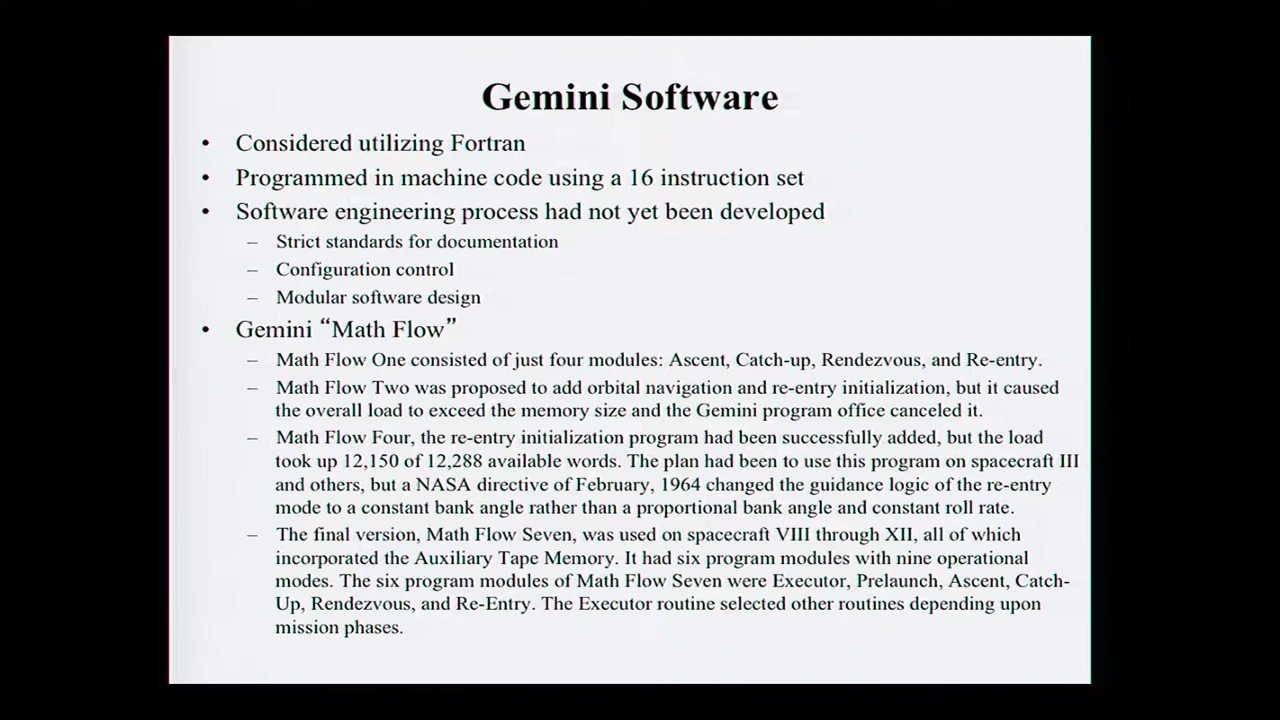 Gemini Software
• Considered utilizing Fortran
• Programmed in machine code using a 16 instruction set
• Software engineering process had not yet been developed
– Strict standards for documentation
– Configuration control
– Modular software design
• Gemini “Math Flow”
– Math Flow One consisted of just four modules: Ascent, Catch-up, Rendezvous, and Re-entry.
– Math Flow Two was proposed to add orbital navigation and re-entry initialization, but it caused
the overall load to exceed the memory size and the Gemini program office canceled it.
– Math Flow Four, the re-entry initialization program had been successfully added, but the load
took up 12,150 of 12,288 available words. The plan had been to use this program on spacecraft III
and others, but a NASA directive of February, 1964 changed the guidance logic of the re-entry
mode to a constant bank angle rather than a proportional bank angle and constant roll rate.
– The final version, Math Flow Seven, was used on spacecraft VIII through XII, all of which
incorporated the Auxiliary Tape Memory. It had six program modules with nine operational
modes. The six program modules of Math Flow Seven were Executor, Prelaunch, Ascent, Catch-
Up, Rendezvous, and Re-Entry. The Executor routine selected other routines depending upon
mission phases.